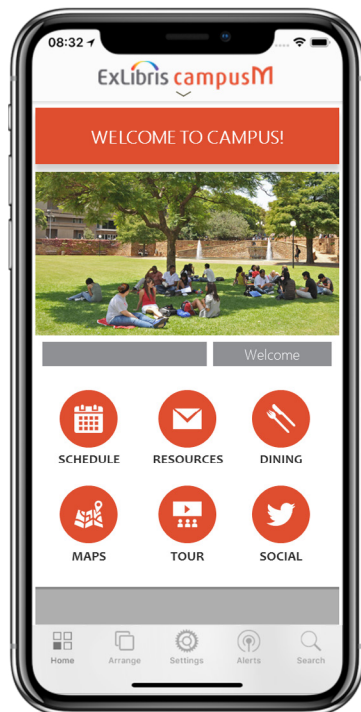 08:32
ExLibris campusM
WELCOME TO CAMPUS!
Welcome
SCHEDULE RESOURCES DINING
MAPS TOUR SOCIAL
Home Arrange Settings Alerts Search